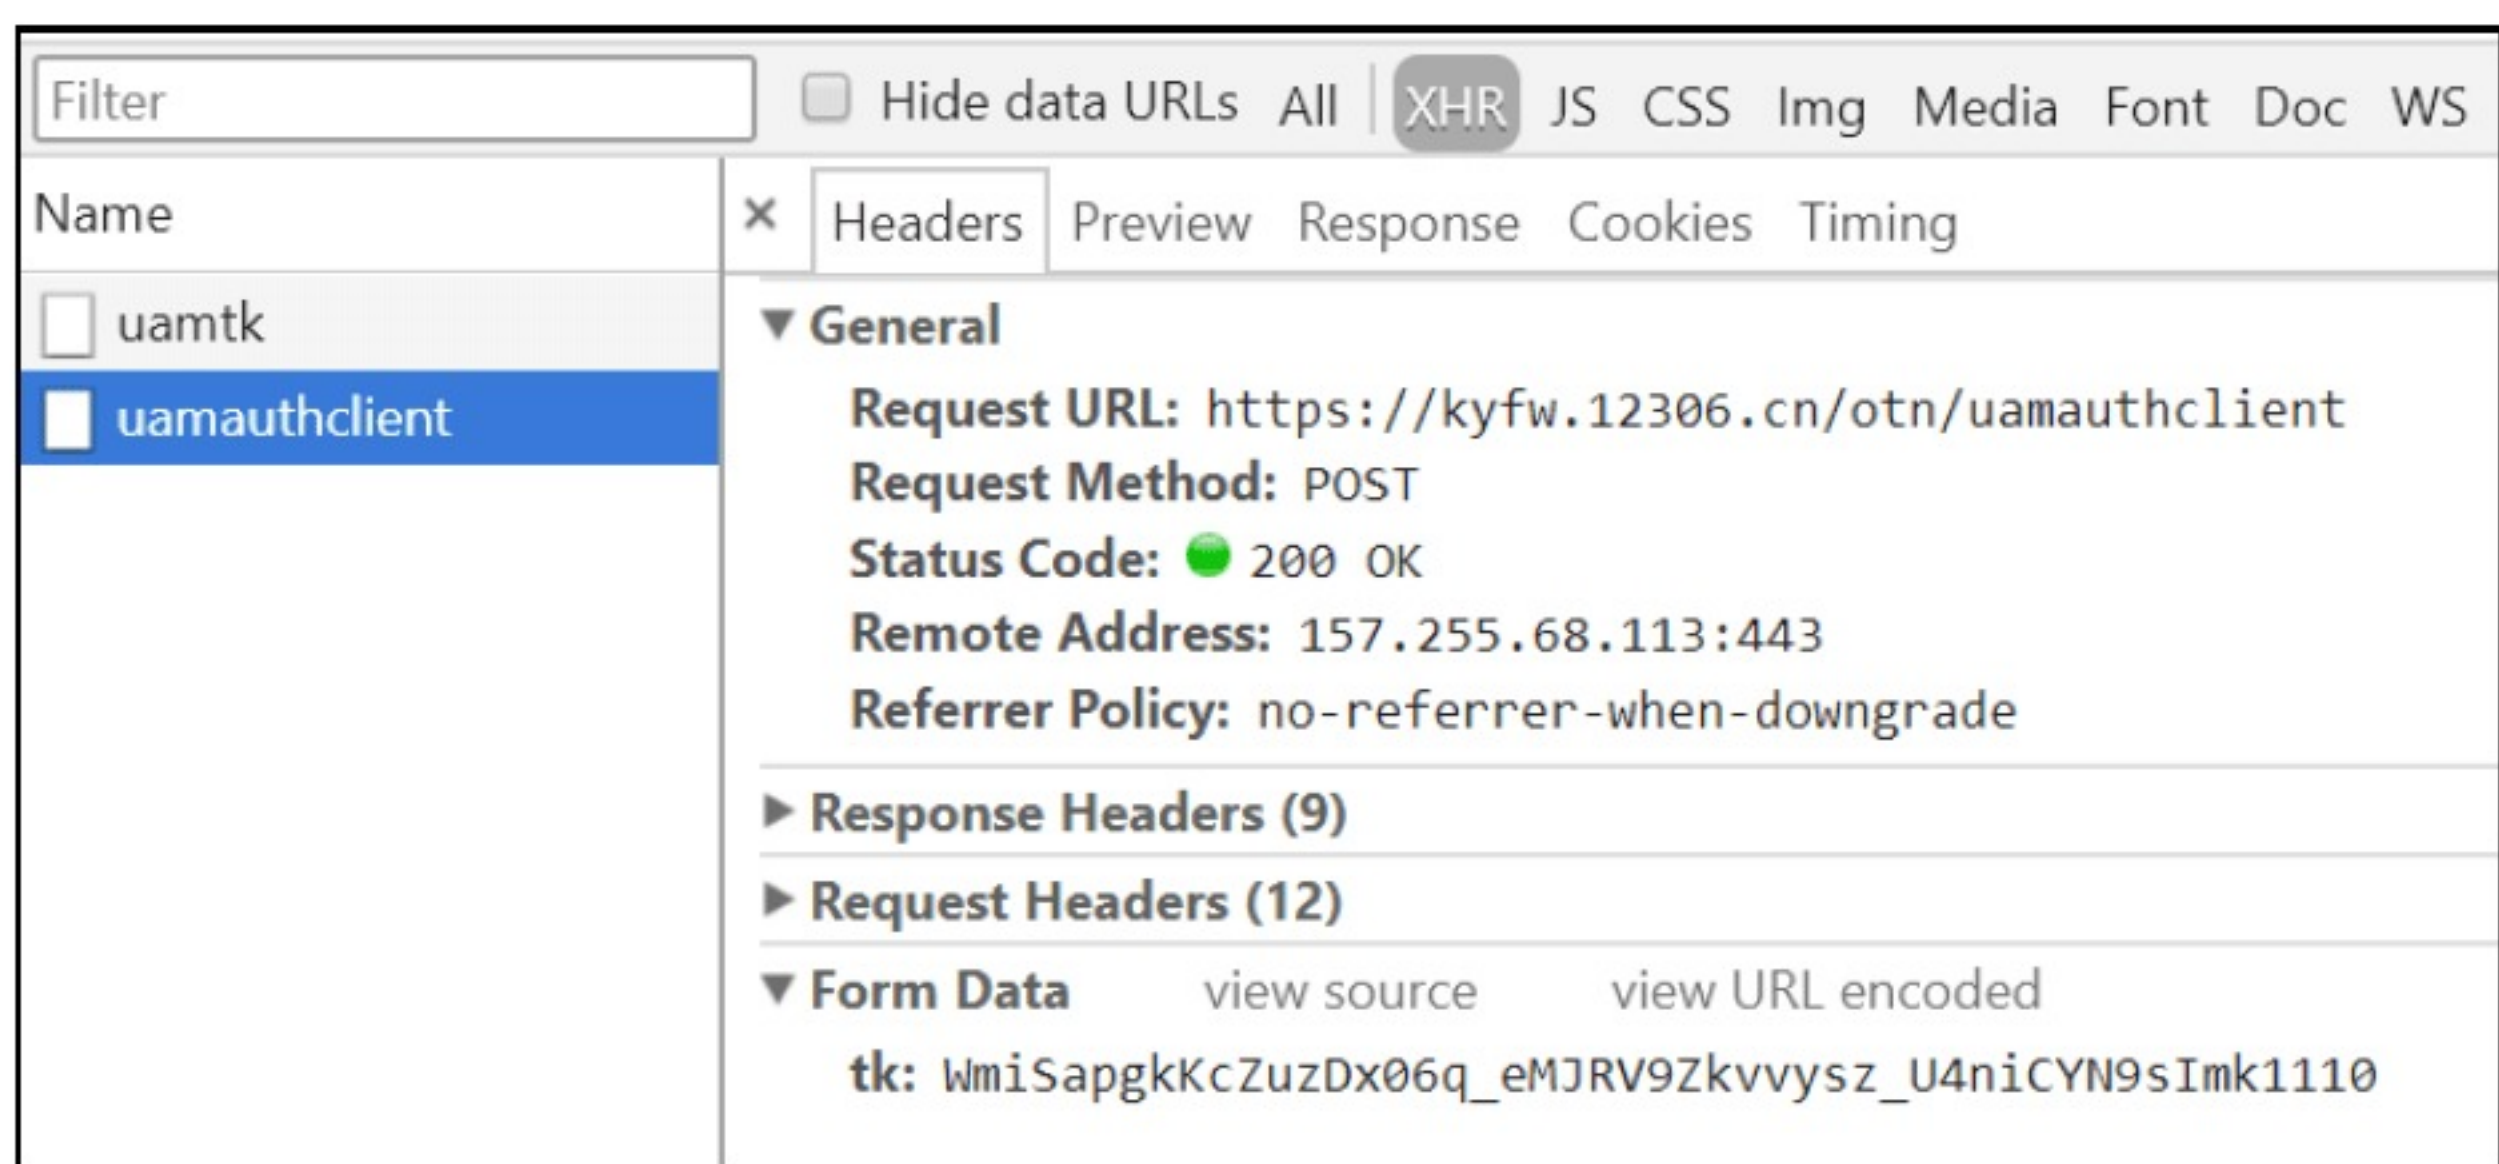 Filter Hide data URLs All XHR JS CSS Img Media Font Doc WS
Name
× Headers Preview Response Cookies Timing
uamtk
uamauthclient
▼ General
Request URL: https://kyfw.12306.cn/otn/uamauthclient
Request Method: POST
Status Code: 200 OK
Remote Address: 157.255.68.113:443
Referrer Policy: no-referrer-when-downgrade
▶ Response Headers (9)
▶ Request Headers (12)
▼ Form Data view source view URL encoded
tk: WmiSapgkKcZuzDx06q_eMJRV9Zkvvysz_U4niCYN9sImk1110